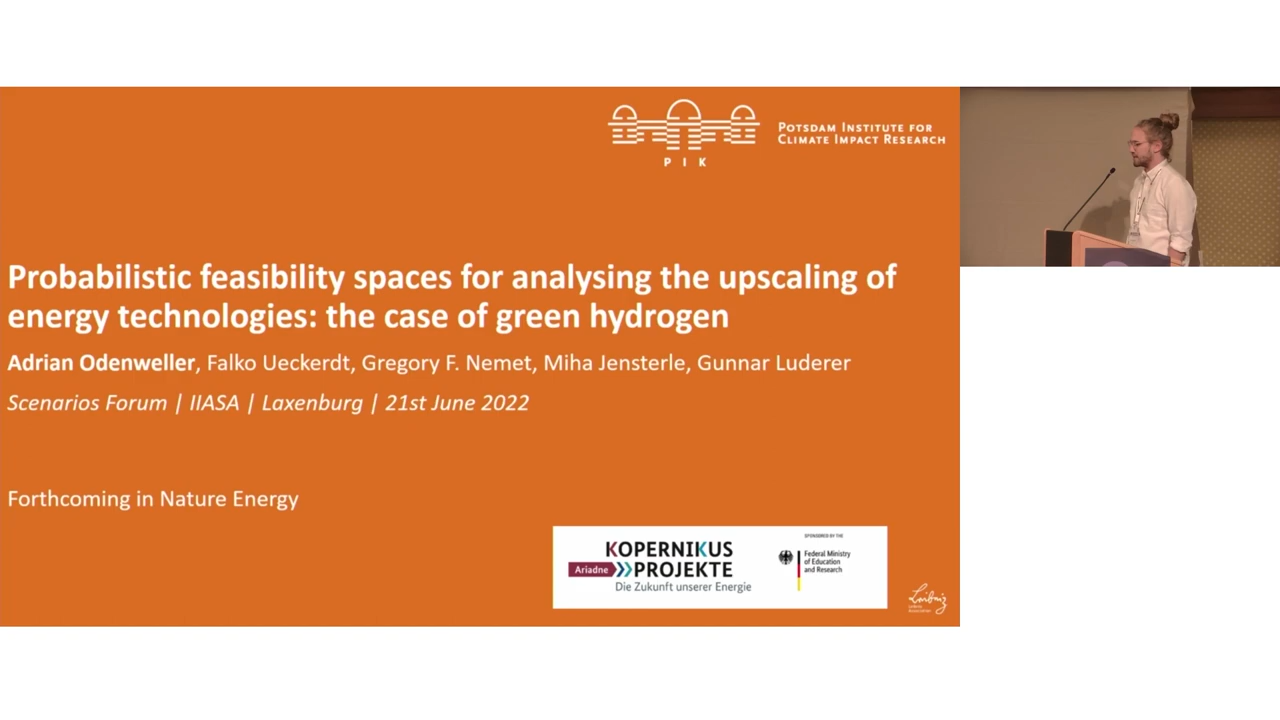 POTSDAM INSTITUTE FOR
CLIMATE IMPACT RESEARCH
P I K
Probabilistic feasibility spaces for analysing the upscaling of
energy technologies: the case of green hydrogen
Adrian Odenweller, Falko Ueckerdt, Gregory F. Nemet, Miha Jensterle, Gunnar Luderer
Scenarios Forum | IIASA | Laxenburg | 21st June 2022
Forthcoming in Nature Energy
KOPERNIKUS
Ariadne PROJEKTE
Die Zukunft unserer Energie
SPONSORED BY THE
Federal Ministry
of Education
and Research
Leibniz